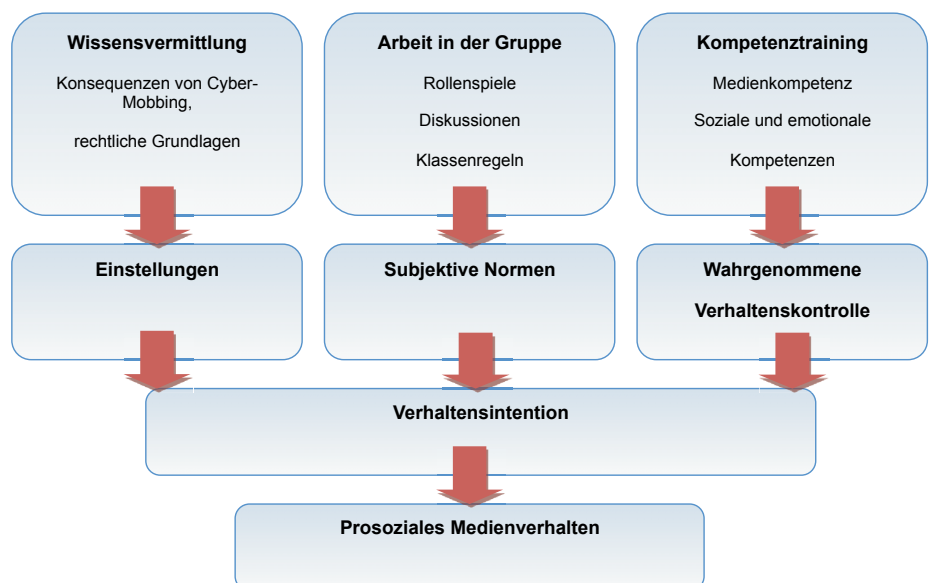 Wissensvermittlung
Konsequenzen von Cyber-
Mobbing,
rechtliche Grundlagen
Arbeit in der Gruppe
Rollenspiele
Diskussionen
Klassenregeln
Kompetenztraining
Medienkompetenz
Soziale und emotionale
Kompetenzen
Einstellungen
Subjektive Normen
Wahrgenommene
Verhaltenskontrolle
Verhaltensintention
Prosoziales Medienverhalten